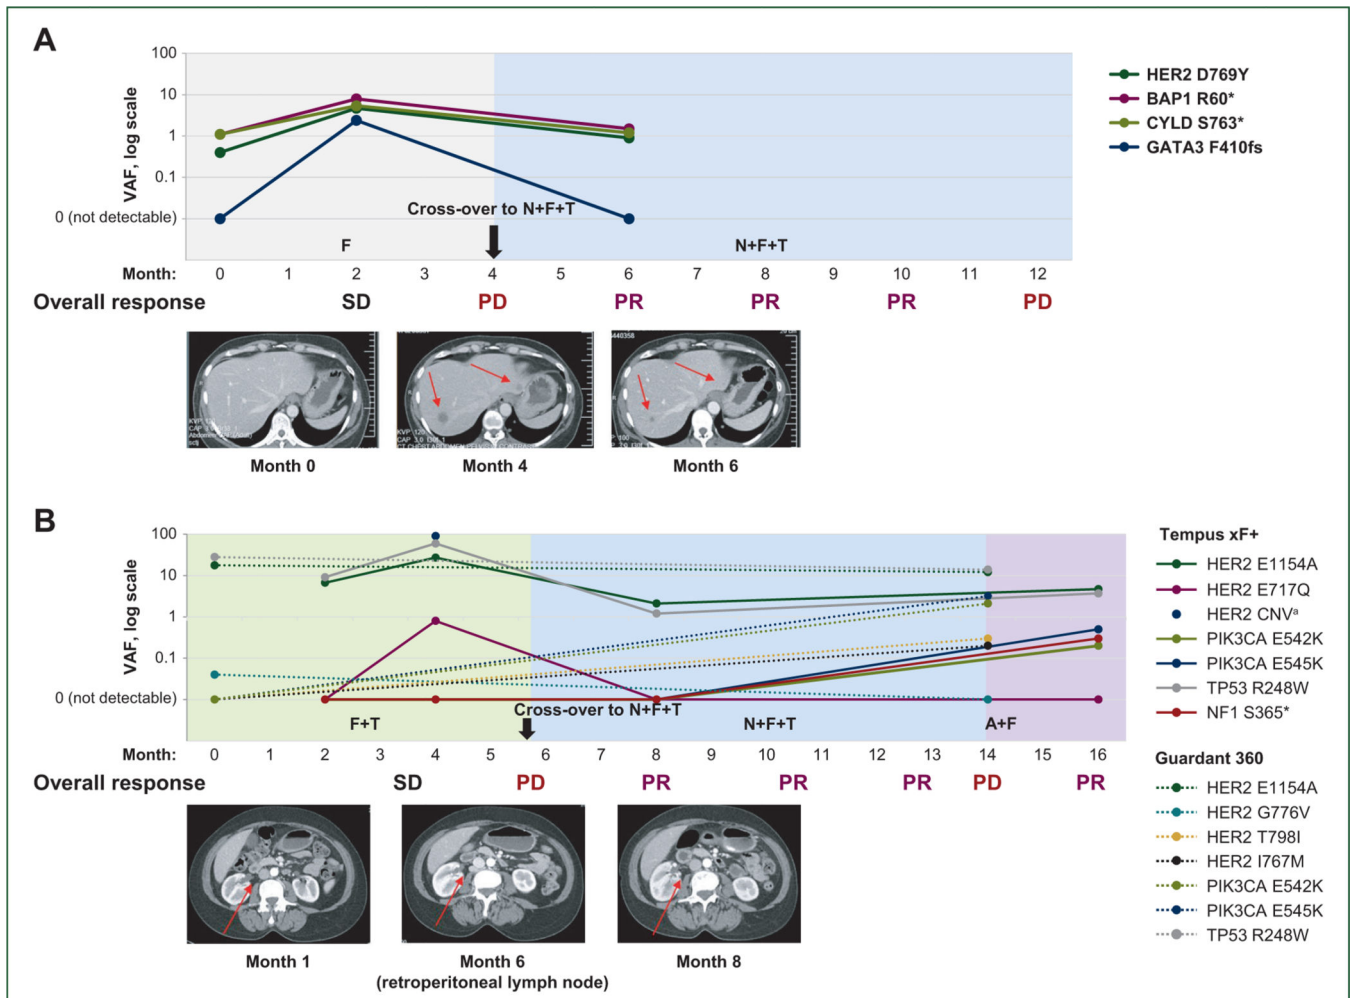 A
VAF, log scale
100
10
1
0.1
0 (not detectable)
Cross-over to N+F+T
F
N+F+T
HER2 D769Y
BAP1 R60*
CYLD S763*
GATA3 F410fs
Month: 0 1 2 3 4 5 6 7 8 9 10 11 12
Overall response SD PD PR PR PR PD
Month 0
Month 4
Month 6
B
VAF, log scale
100
10
1
0.1
0 (not detectable)
Cross-over to N+F+T
F+T
N+F+T
A+F
Month: 0 1 2 3 4 5 6 7 8 9 10 11 12 13 14 15 16
Overall response SD PD PR PR PR PD PR
Tempus xF+
HER2 E1154A
HER2 E717Q
HER2 CNVᵃ
PIK3CA E542K
PIK3CA E545K
TP53 R248W
NF1 S365*
Guardant 360
HER2 E1154A
HER2 G776V
HER2 T798I
HER2 I767M
PIK3CA E542K
PIK3CA E545K
TP53 R248W
Month 1
Month 6
(retroperitoneal lymph node)
Month 8